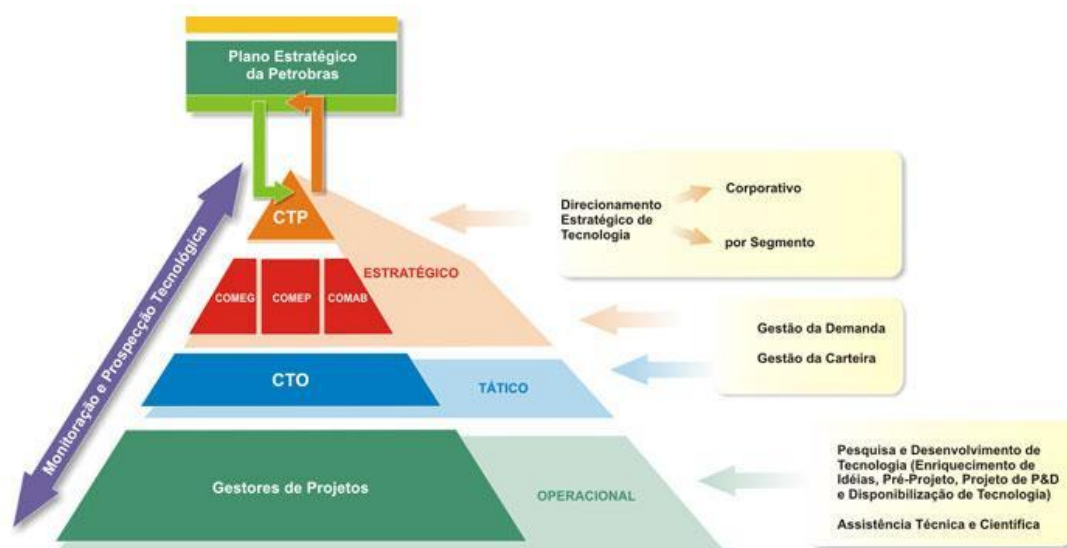 Plano Estratégico
da Petrobras
Monitoração e Prospecção Tecnológica
CTP
ESTRATÉGICO
COMEG
COMEP
COMAB
CTO
TÁTICO
Gestores de Projetos
OPERACIONAL
Direcionamento
Estratégico de
Tecnologia
Corporativo
por Segmento
Gestão da Demanda
Gestão da Carteira
Pesquisa e Desenvolvimento de
Tecnologia (Enriquecimento de
Idéias, Pré-Projeto, Projeto de P&D
e Disponibilização de Tecnologia)
Assistência Técnica e Científica